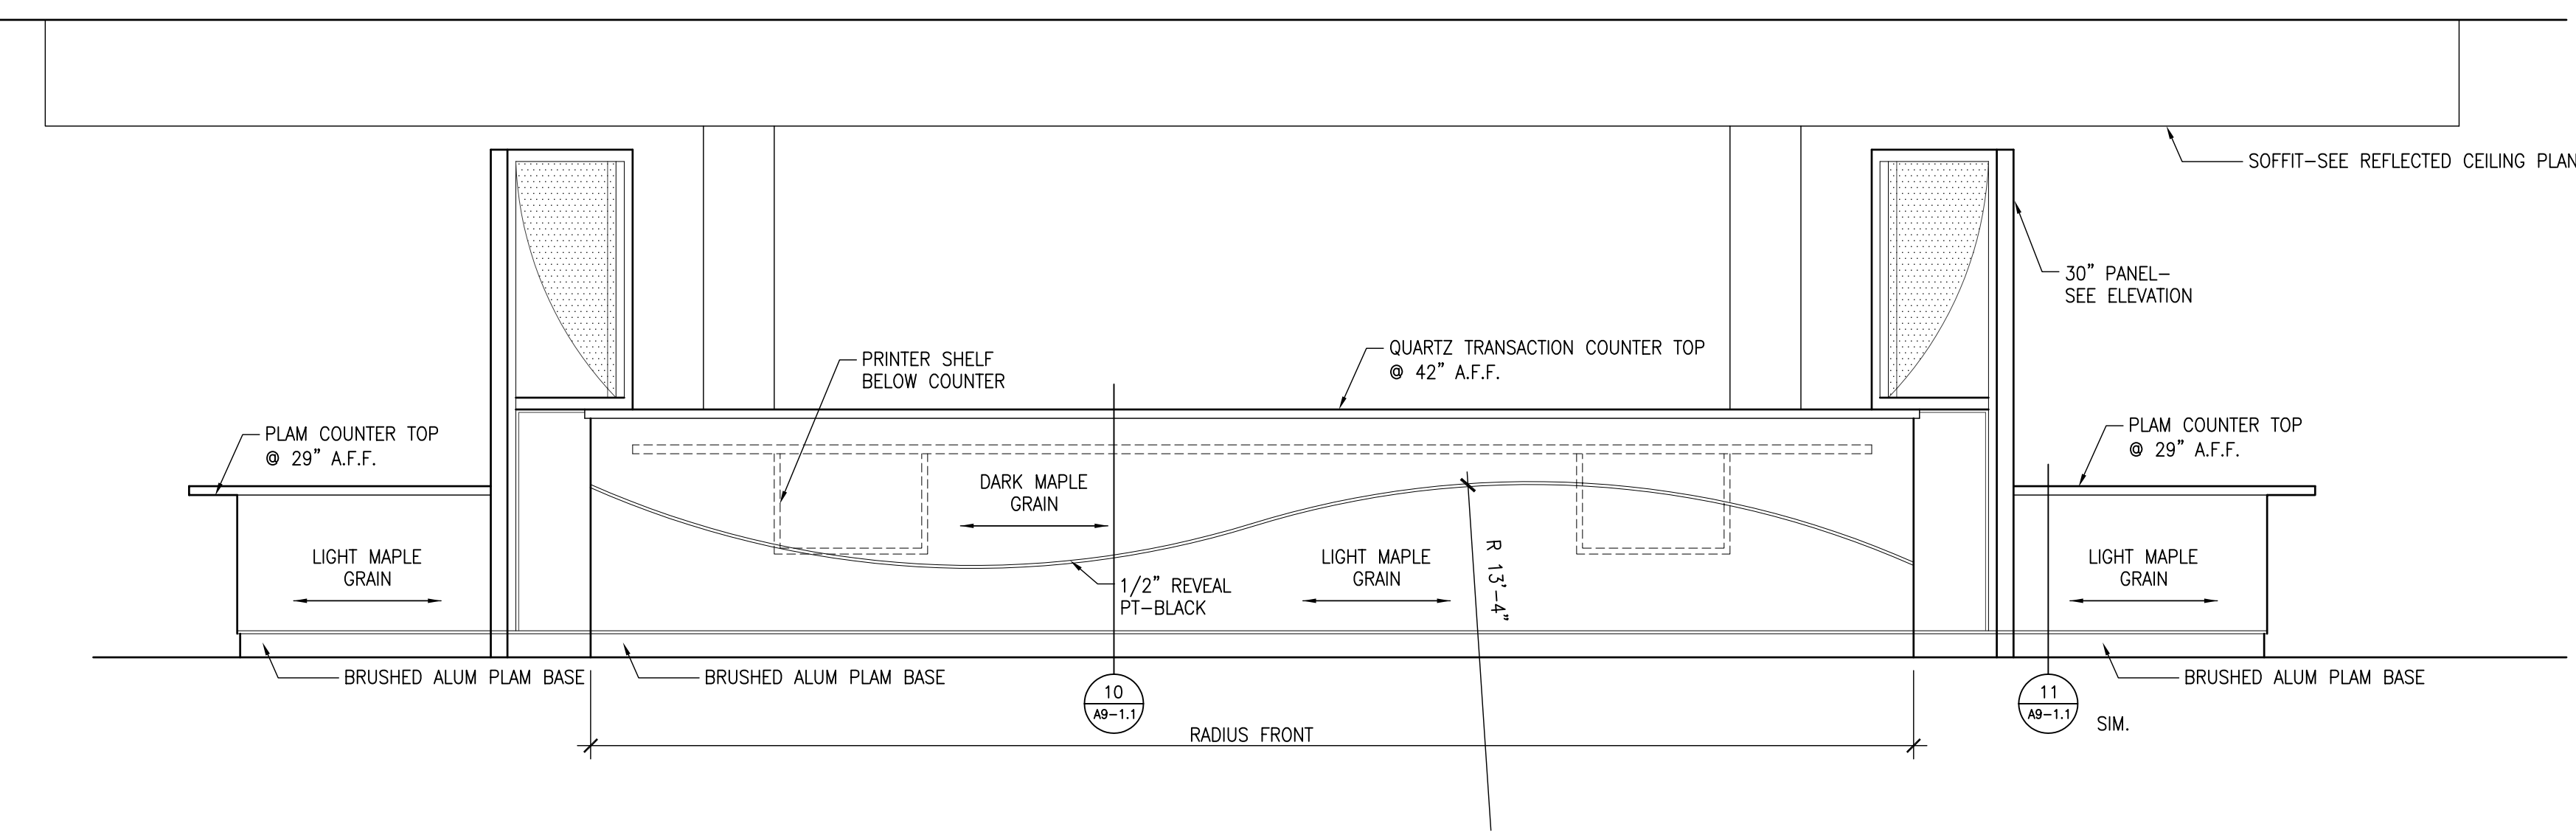 SOFFIT-SEE REFLECTED CEILING PLAN
30" PANEL-
SEE ELEVATION
PRINTER SHELF
BELOW COUNTER
QUARTZ TRANSACTION COUNTER TOP
@ 42" A.F.F.
PLAM COUNTER TOP
@ 29" A.F.F.
PLAM COUNTER TOP
@ 29" A.F.F.
DARK MAPLE
GRAIN
LIGHT MAPLE
GRAIN
LIGHT MAPLE
GRAIN
LIGHT MAPLE
GRAIN
R 13'-4"
1/2" REVEAL
PT-BLACK
BRUSHED ALUM PLAM BASE
BRUSHED ALUM PLAM BASE
BRUSHED ALUM PLAM BASE
10
A9-1.1
11
A9-1.1
SIM.
RADIUS FRONT